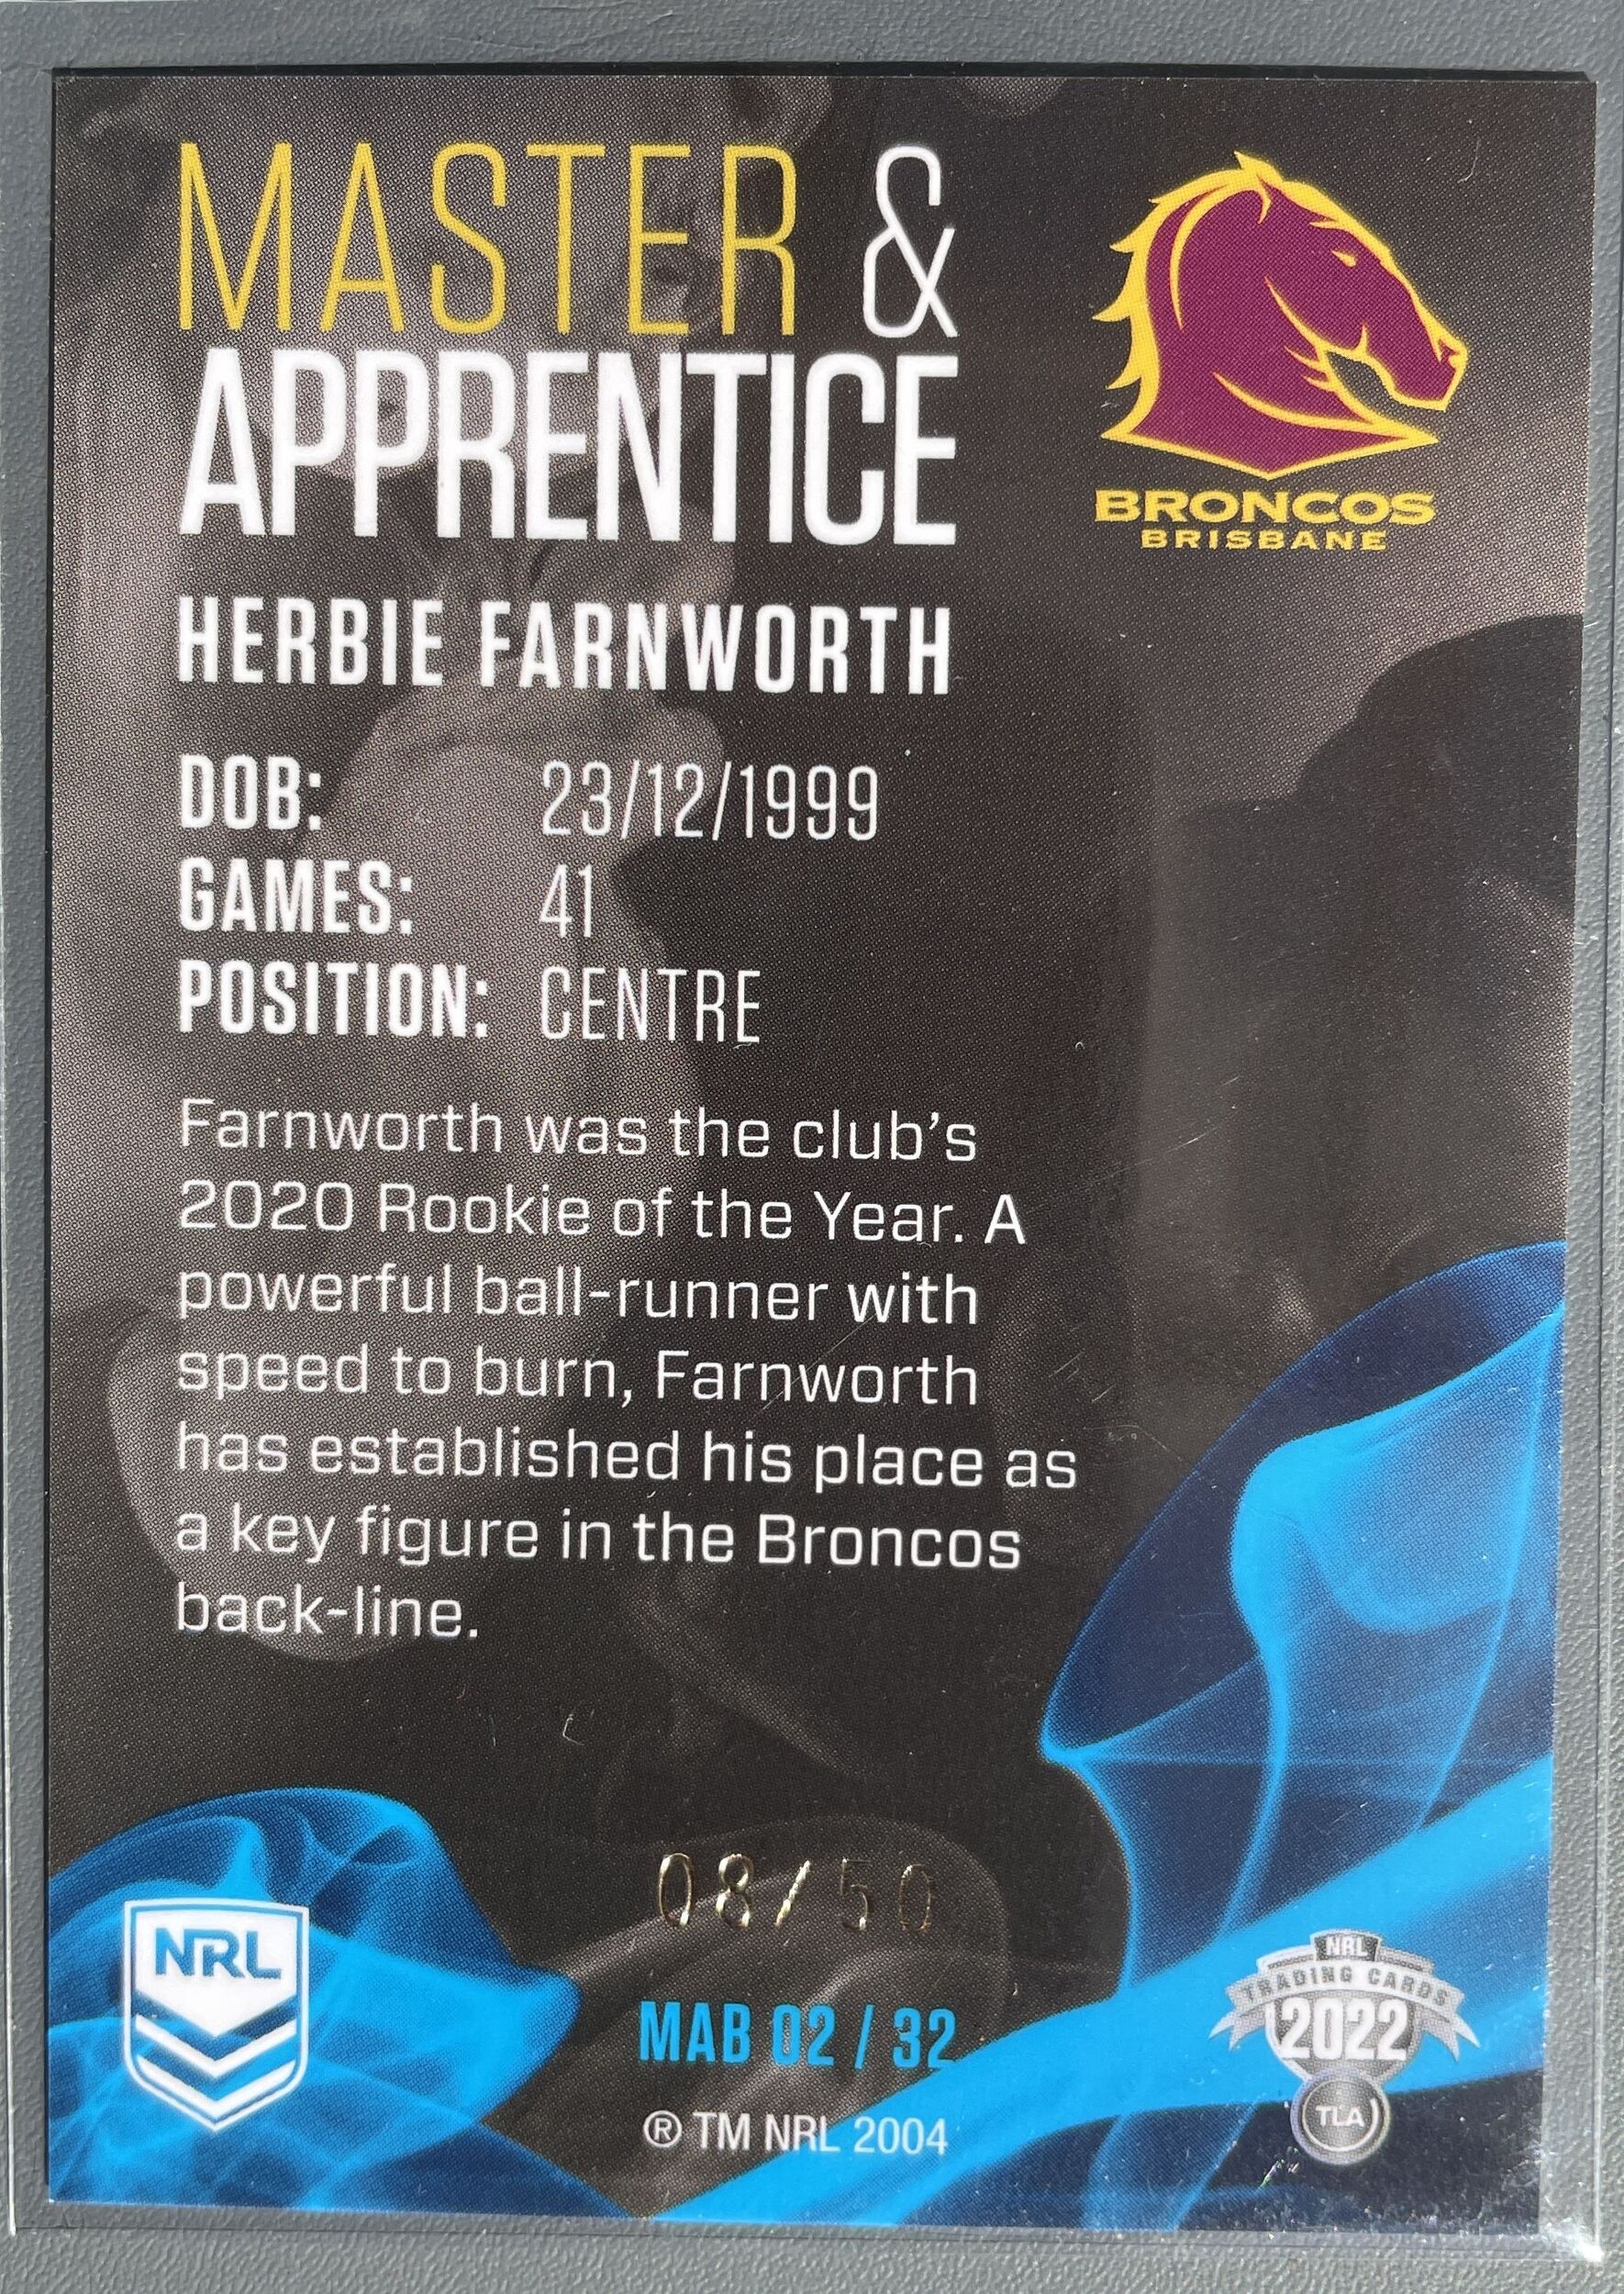 MASTER &
APPRENTICE
BRONCOS
BRISBANE
HERBIE FARNWORTH
DOB: 23/12/1999
GAMES: 41
POSITION: CENTRE
Farnworth was the club's
2020 Rookie of the Year. A
powerful ball-runner with
speed to burn, Farnworth
has established his place as
a key figure in the Broncos
back-line.
08/50
NRL
MAB 02 / 32
® TM NRL 2004
NRL
TRADING CARDS
2022
TLA